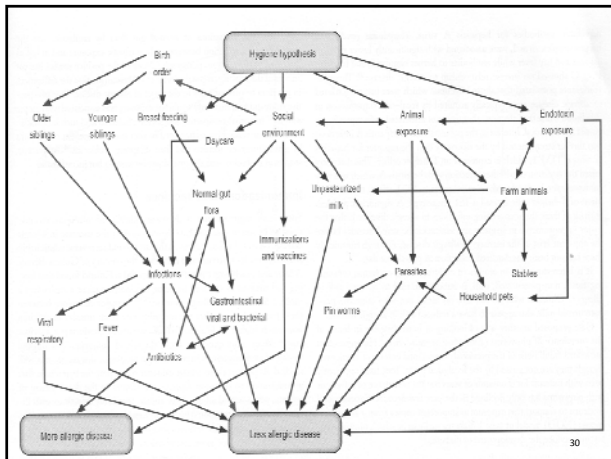 Hygiene hypothesis
Birth
order
Older
siblings
Younger
siblings
Breast feeding
Social
environment
Animal
exposure
Endotoxin
exposure
Daycare
Normal gut
flora
Unpasteurized
milk
Farm animals
Immunizations
and vaccines
Infections
Parasites
Stables
Household pets
Gastrointestinal
viral and bacterial
Pin worms
Viral
respiratory
Fever
Antibiotics
More allergic disease
Less allergic disease
30